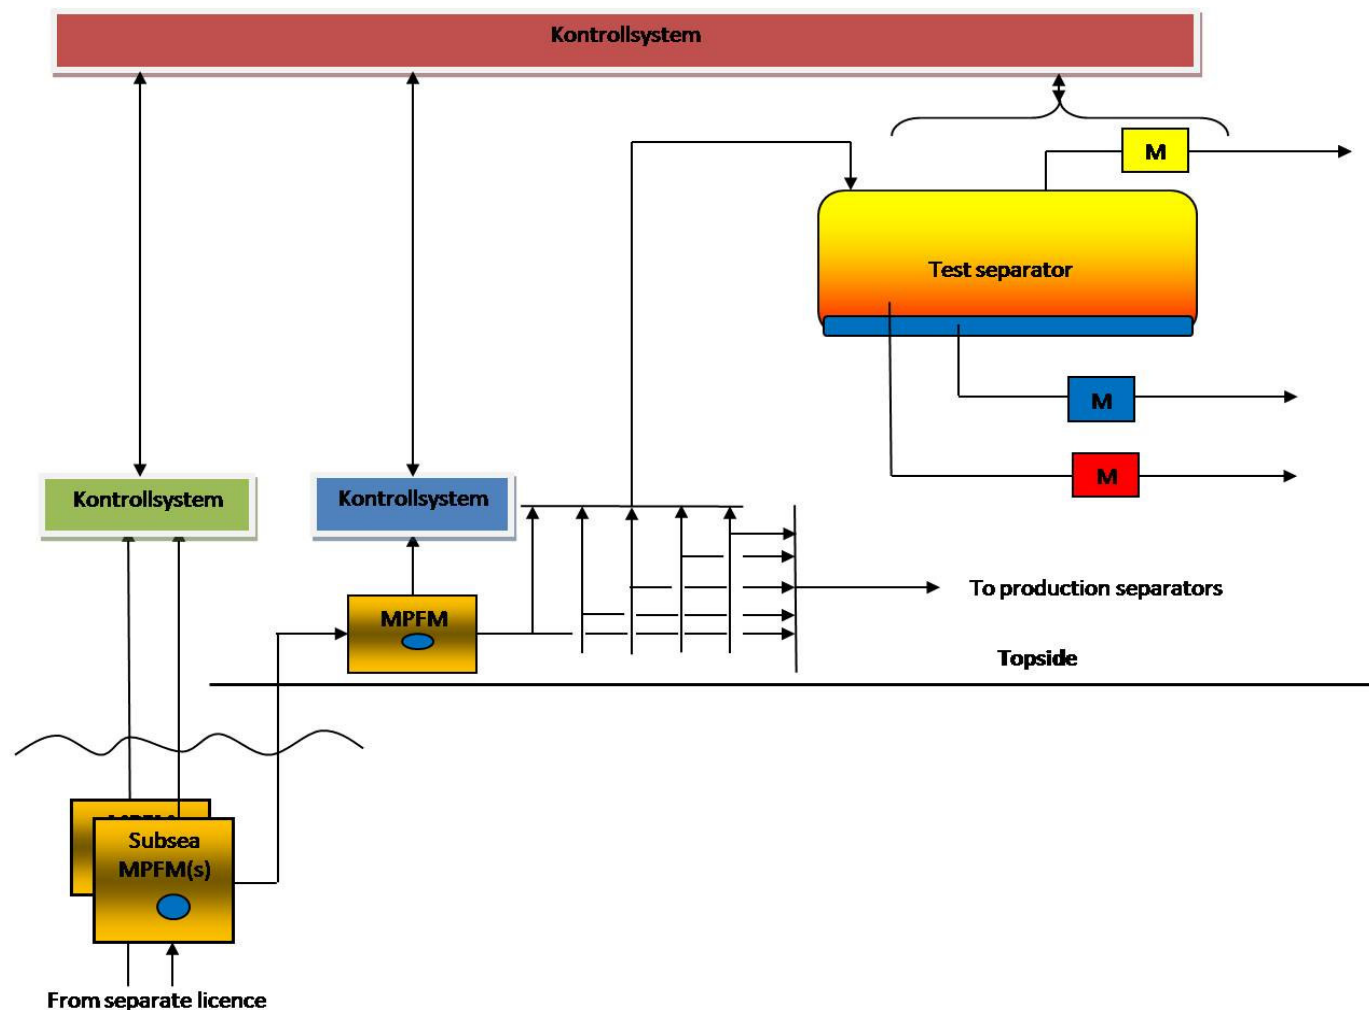 Kontrollsystem
M
Test separator
M
M
Kontrollsystem
Kontrollsystem
To production separators
MPFM
Topside
Subsea
MPFM(s)
From separate licence